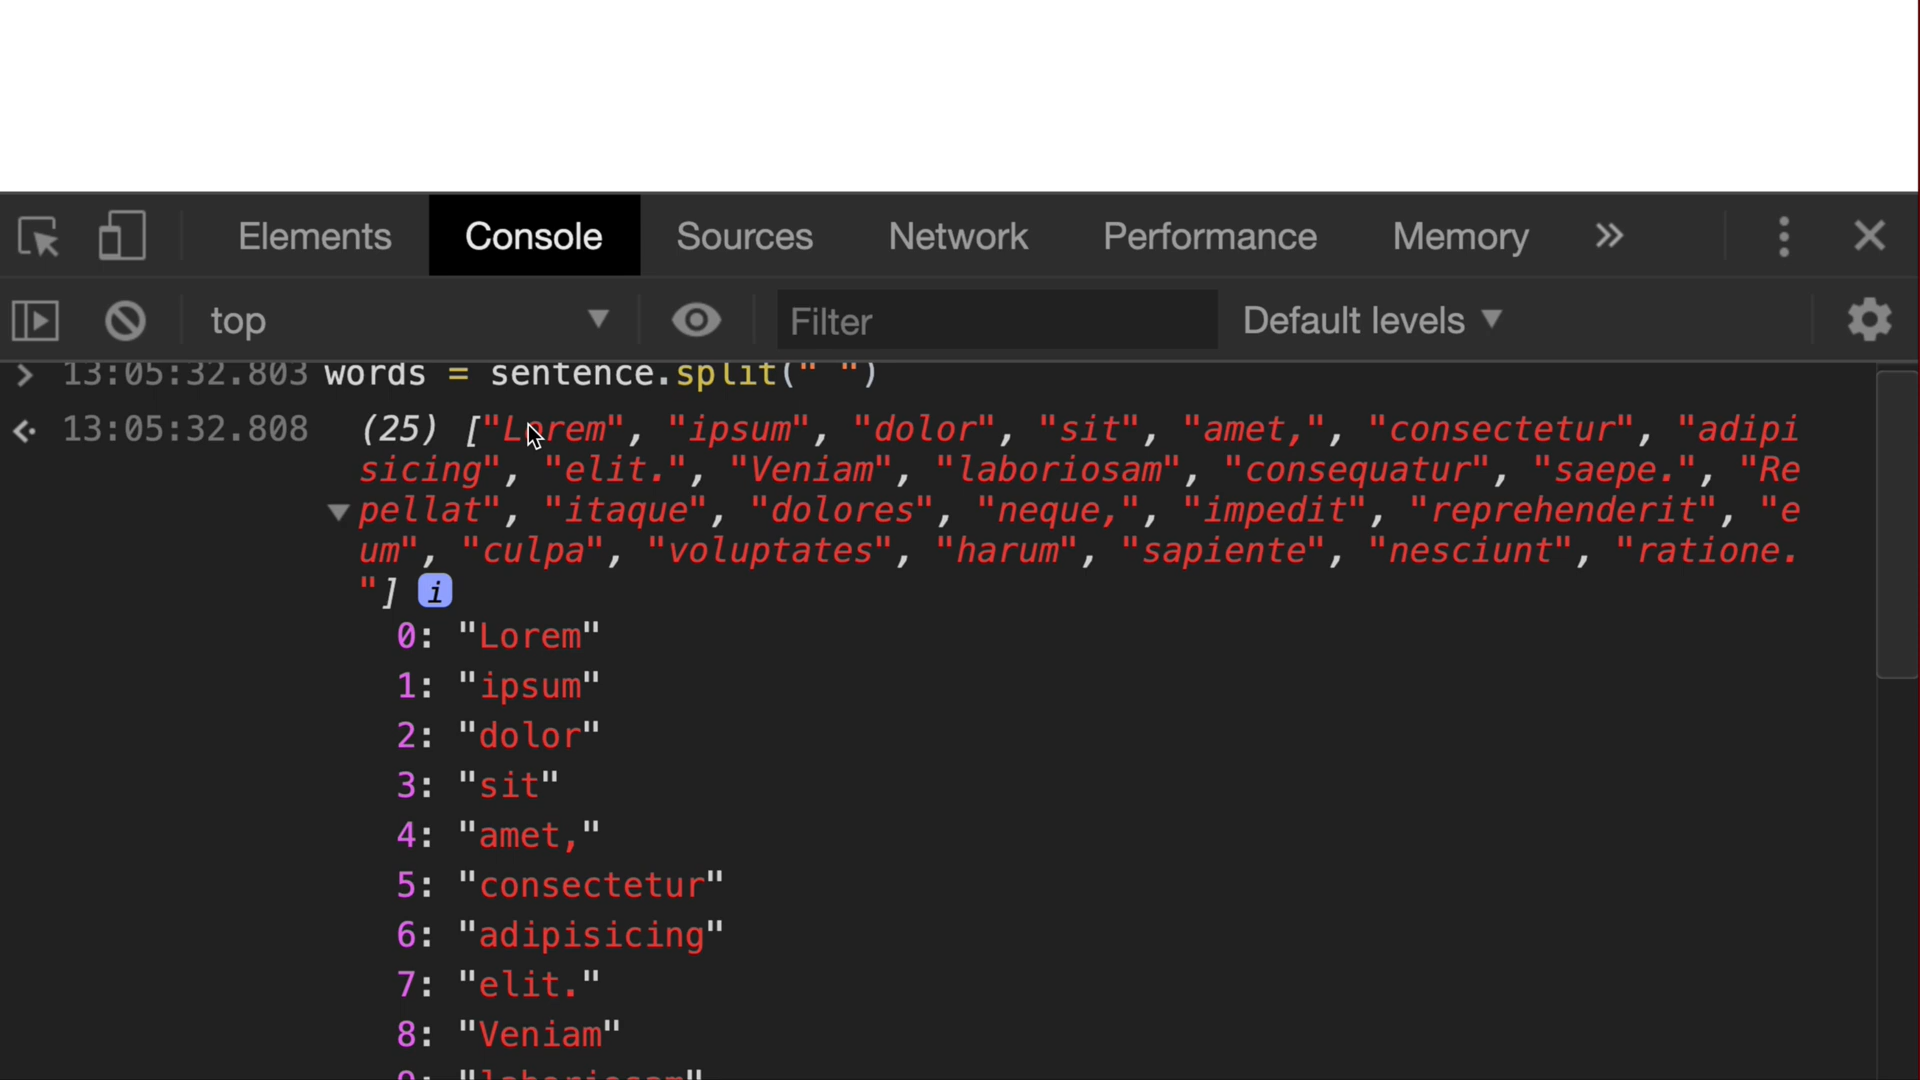 Elements Console Sources Network Performance Memory »
top Filter Default levels
13:05:32.803 words = sentence.split(" ")
13:05:32.808 (25) ["Lorem", "ipsum", "dolor", "sit", "amet,", "consectetur", "adipi
sicing", "elit.", "Veniam", "laboriosam", "consequatur", "saepe.", "Re
pellat", "itaque", "dolores", "neque,", "impedit", "reprehenderit", "e
um", "culpa", "voluptates", "harum", "sapiente", "nesciunt", "ratione.
"] i
0: "Lorem"
1: "ipsum"
2: "dolor"
3: "sit"
4: "amet,"
5: "consectetur"
6: "adipisicing"
7: "elit."
8: "Veniam"
9: "laboriosam"